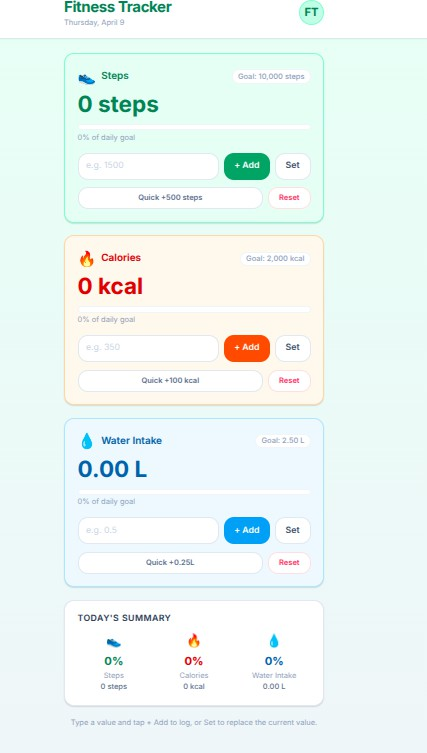 Fitness Tracker
FT
Thursday, April 9
Steps
Goal: 10,000 steps
0 steps
0% of daily goal
e.g. 1500
+ Add
Set
Quick +500 steps
Reset
Calories
Goal: 2,000 kcal
0 kcal
0% of daily goal
e.g. 350
+ Add
Set
Quick +100 kcal
Reset
Water Intake
Goal: 2.50 L
0.00 L
0% of daily goal
e.g. 0.5
+ Add
Set
Quick +0.25L
Reset
TODAY'S SUMMARY
0% 0% 0%
Steps Calories Water Intake
0 steps 0 kcal 0.00 L
Type a value and tap + Add to log, or Set to replace the current value.